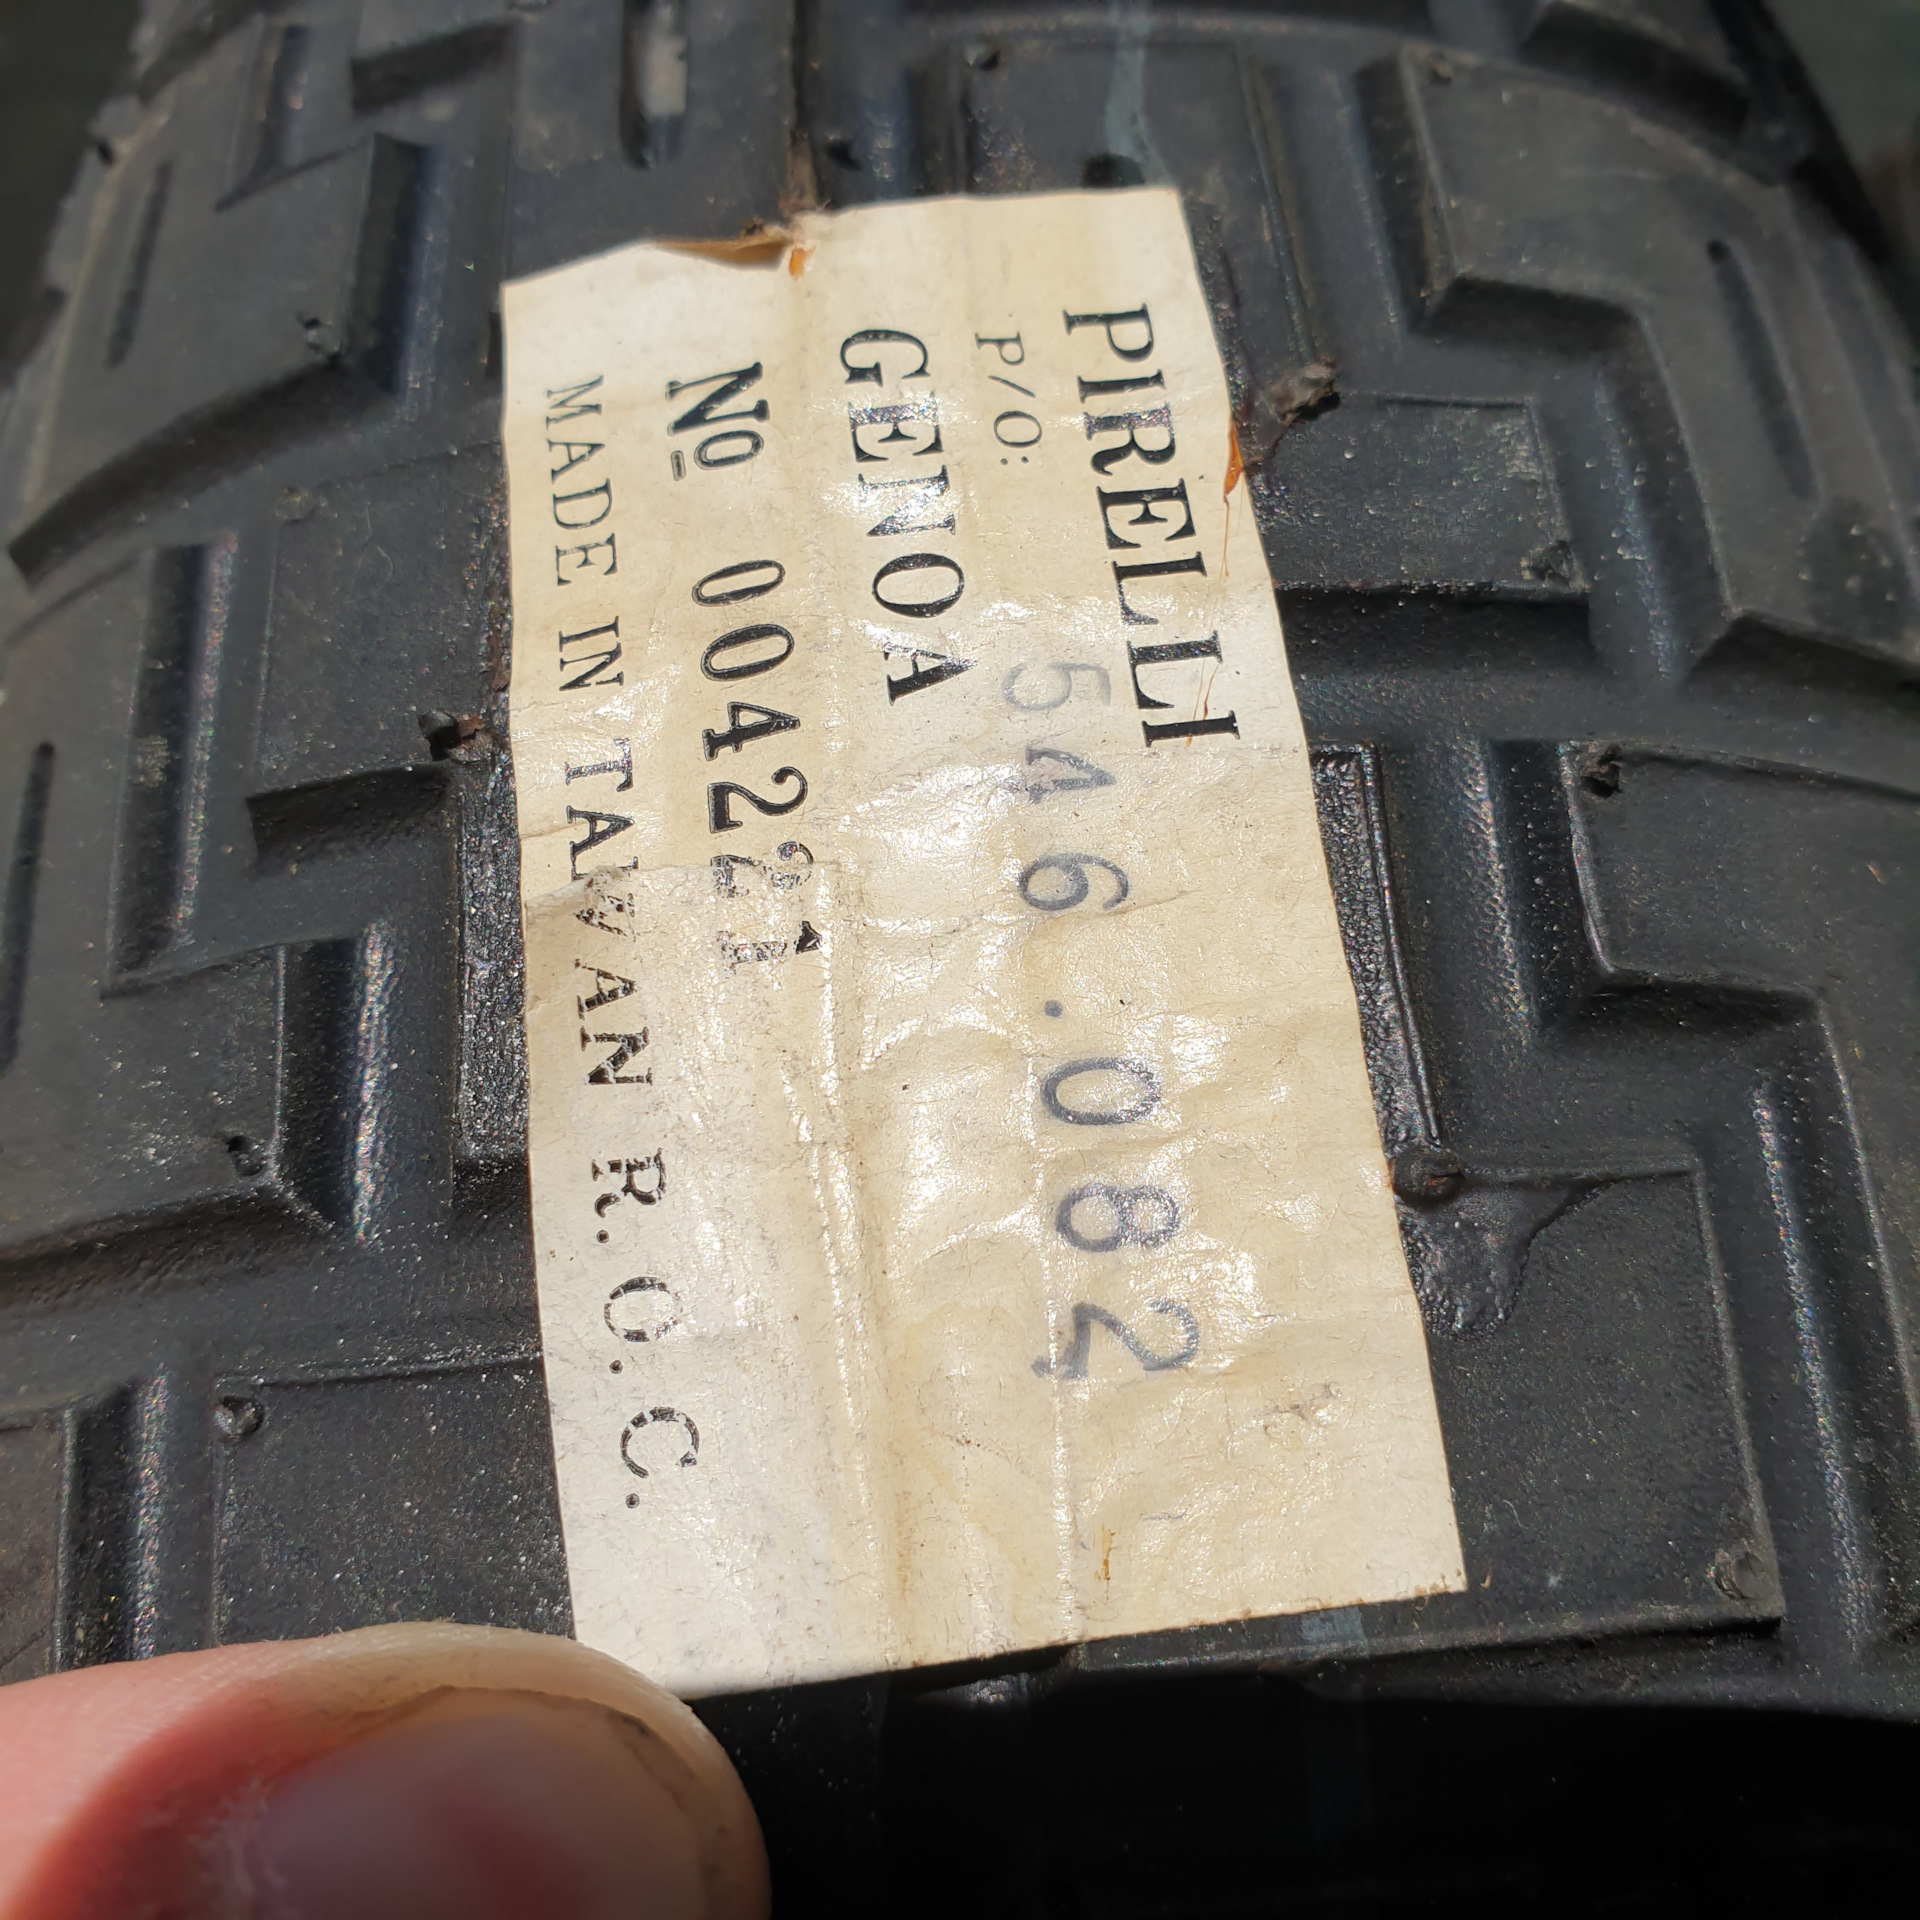 PIRELLI
P/O: 546.082
GENOA
Nº 004221
MADE IN TAIWAN R.O.C.